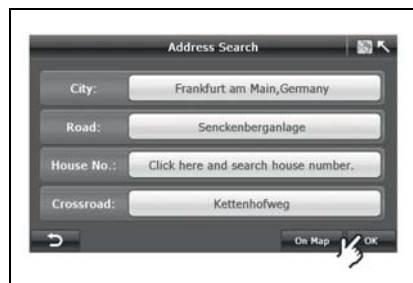 Address Search
City: Frankfurt am Main,Germany
Road: Senckenberganlage
House No.: Click here and search house number.
Crossroad: Kettenhofweg
On Map OK